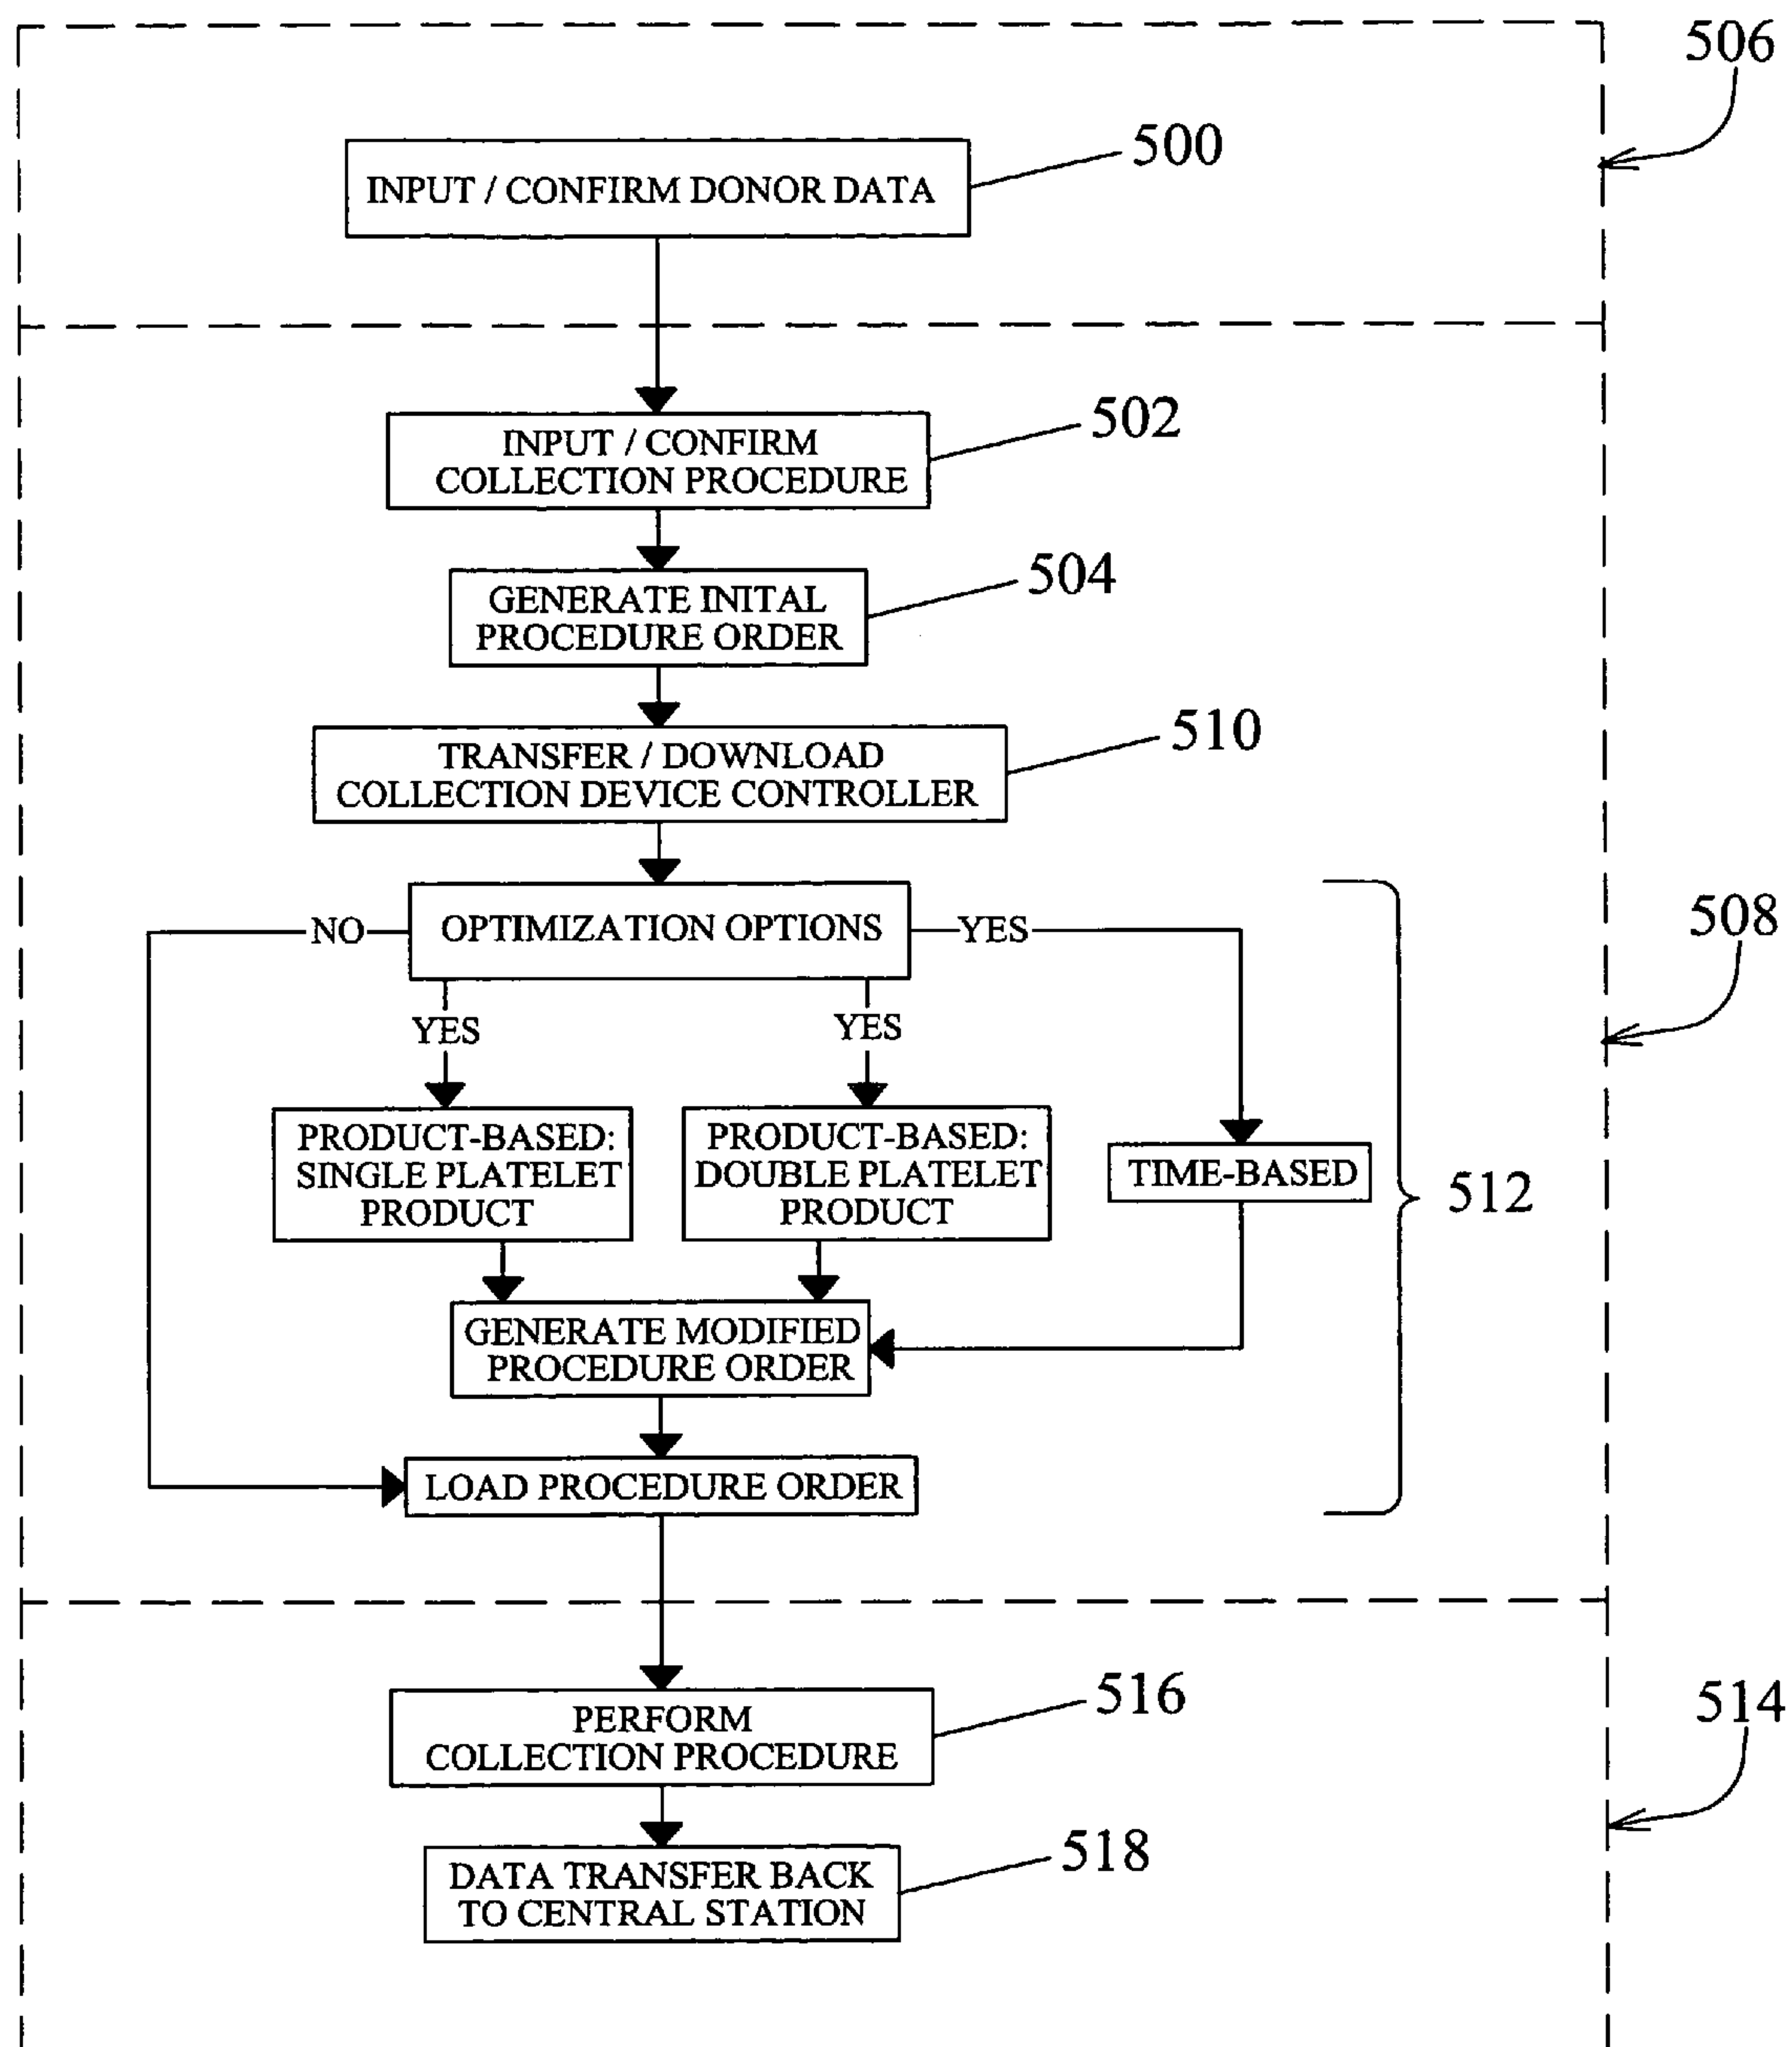 506
500
INPUT / CONFIRM DONOR DATA
502
INPUT / CONFIRM
COLLECTION PROCEDURE
504
GENERATE INITAL
PROCEDURE ORDER
510
TRANSFER / DOWNLOAD
COLLECTION DEVICE CONTROLLER
NO
OPTIMIZATION OPTIONS
YES
508
YES
YES
PRODUCT-BASED:
SINGLE PLATELET
PRODUCT
PRODUCT-BASED:
DOUBLE PLATELET
PRODUCT
TIME-BASED
512
GENERATE MODIFIED
PROCEDURE ORDER
LOAD PROCEDURE ORDER
516
PERFORM
COLLECTION PROCEDURE
514
518
DATA TRANSFER BACK
TO CENTRAL STATION